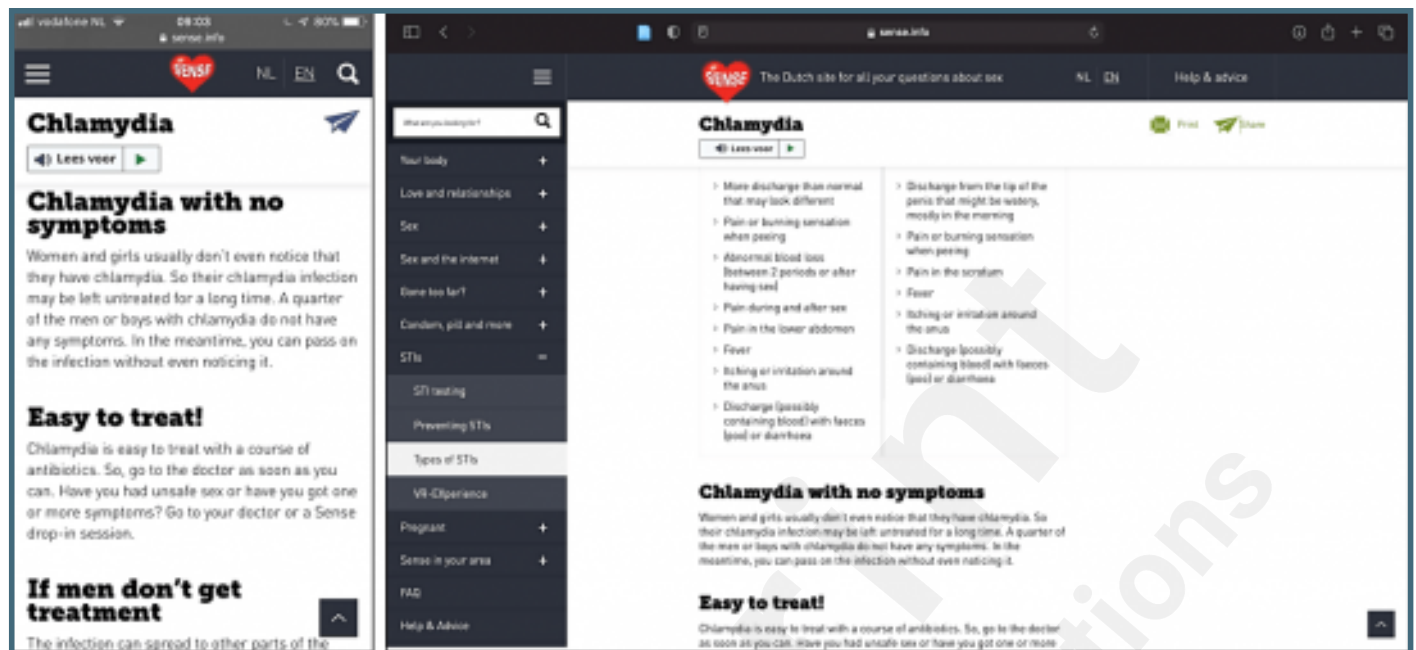 vodafone NL
09:03
80%
sense.info
SENSE
NL EN
Chlamydia
Lees voor
Chlamydia with no
symptoms
Women and girls usually don't even notice that
they have chlamydia. So their chlamydia infection
may be left untreated for a long time. A quarter
of the men or boys with chlamydia do not have
any symptoms. In the meantime, you can pass on
the infection without even noticing it.
Easy to treat!
Chlamydia is easy to treat with a course of
antibiotics. So, go to the doctor as soon as you
can. Have you had unsafe sex or have you got one
or more symptoms? Go to your doctor or a Sense
drop-in session.
If men don't get
treatment
The infection can spread to other parts of the
sense.info
SENSE
The Dutch site for all your questions about sex
NL EN
Help & advice
What are you looking for?
Your body +
Love and relationships +
Sex +
Sex and the internet +
Gone too far? +
Condom, pill and more +
STIs −
STI testing
Preventing STIs
Types of STIs
VR-EXperience
Pregnant +
Sense in your area +
FAQ
Help & Advice
Chlamydia
Print
Share
Lees voor
More discharge than normal
that may look different
Pain or burning sensation
when peeing
Abnormal blood loss
(between 2 periods or after
having sex)
Pain during and after sex
Pain in the lower abdomen
Fever
Itching or irritation around
the anus
Discharge (possibly
containing blood) with faeces
(poo) or diarrhoea
Discharge from the tip of the
penis that might be watery,
mostly in the morning
Pain or burning sensation
when peeing
Pain in the scrotum
Fever
Itching or irritation around
the anus
Discharge (possibly
containing blood) with faeces
(poo) or diarrhoea
Chlamydia with no symptoms
Women and girls usually don't even notice that they have chlamydia. So
their chlamydia infection may be left untreated for a long time. A quarter of
the men or boys with chlamydia do not have any symptoms. In the
meantime, you can pass on the infection without even noticing it.
Easy to treat!
Chlamydia is easy to treat with a course of antibiotics. So, go to the doctor
as soon as you can. Have you had unsafe sex or have you got one or more
int
tions